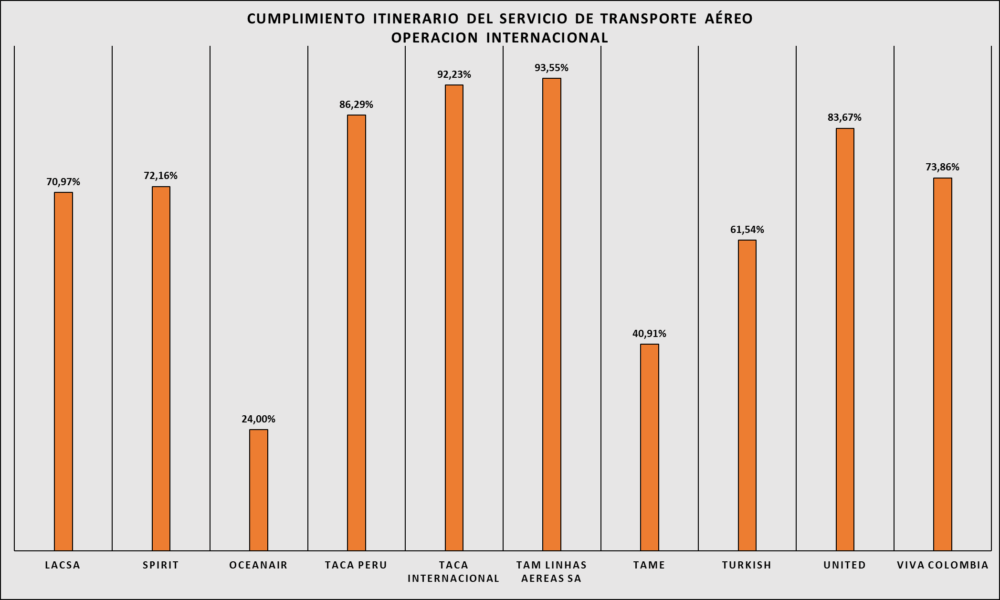 CUMPLIMIENTO ITINERARIO DEL SERVICIO DE TRANSPORTE AÉREO
OPERACION INTERNACIONAL
70,97%
72,16%
24,00%
86,29%
92,23%
93,55%
40,91%
61,54%
83,67%
73,86%
LACSA
SPIRIT
OCEANAIR
TACA PERU
TACA
INTERNACIONAL
TAM LINHAS
AEREAS SA
TAME
TURKISH
UNITED
VIVA COLOMBIA